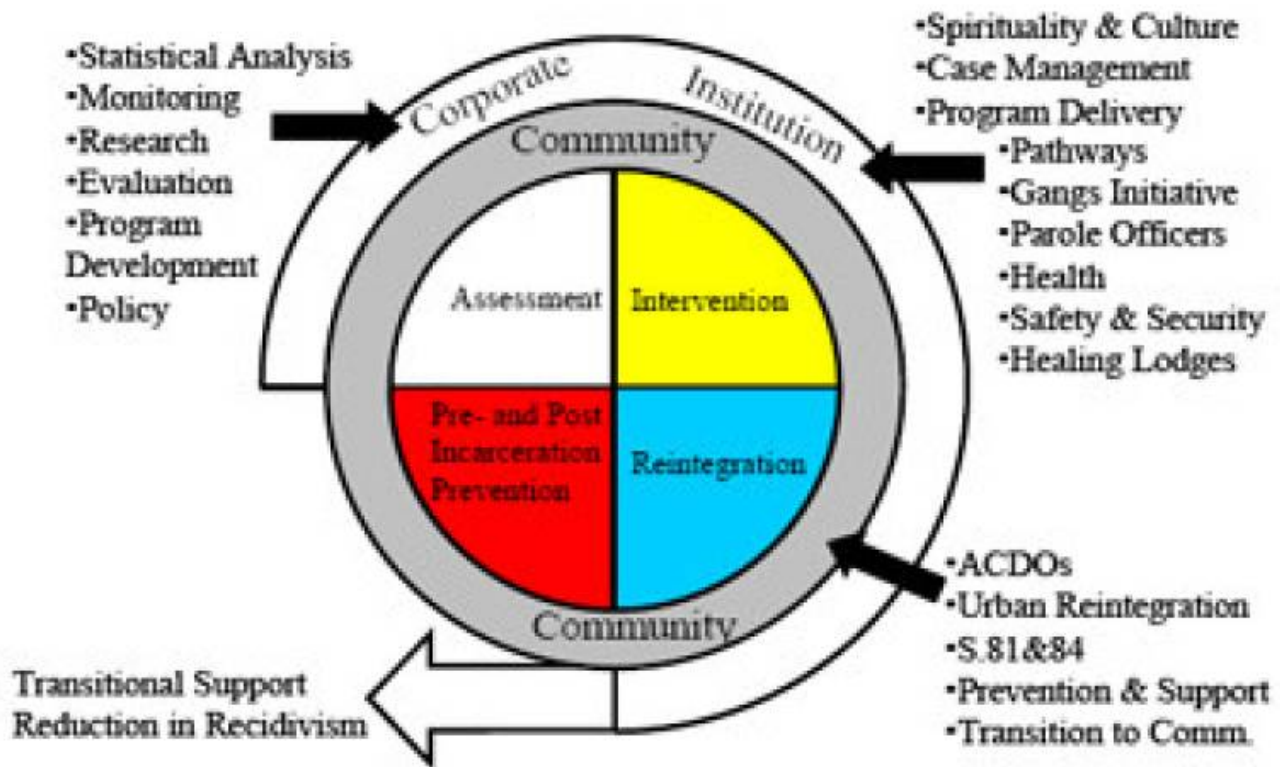 •Statistical Analysis
•Monitoring
•Research
•Evaluation
•Program
Development
•Policy
Corporate
Institution
•Spirituality & Culture
•Case Management
•Program Delivery
•Pathways
•Gangs Initiative
•Parole Officers
•Health
•Safety & Security
•Healing Lodges
Community
Assessment
Intervention
Pre- and Post
Incarceration
Prevention
Reintegration
Community
•ACDOs
•Urban Reintegration
•S.81&84
•Prevention & Support
•Transition to Comm.
Transitional Support
Reduction in Recidivism